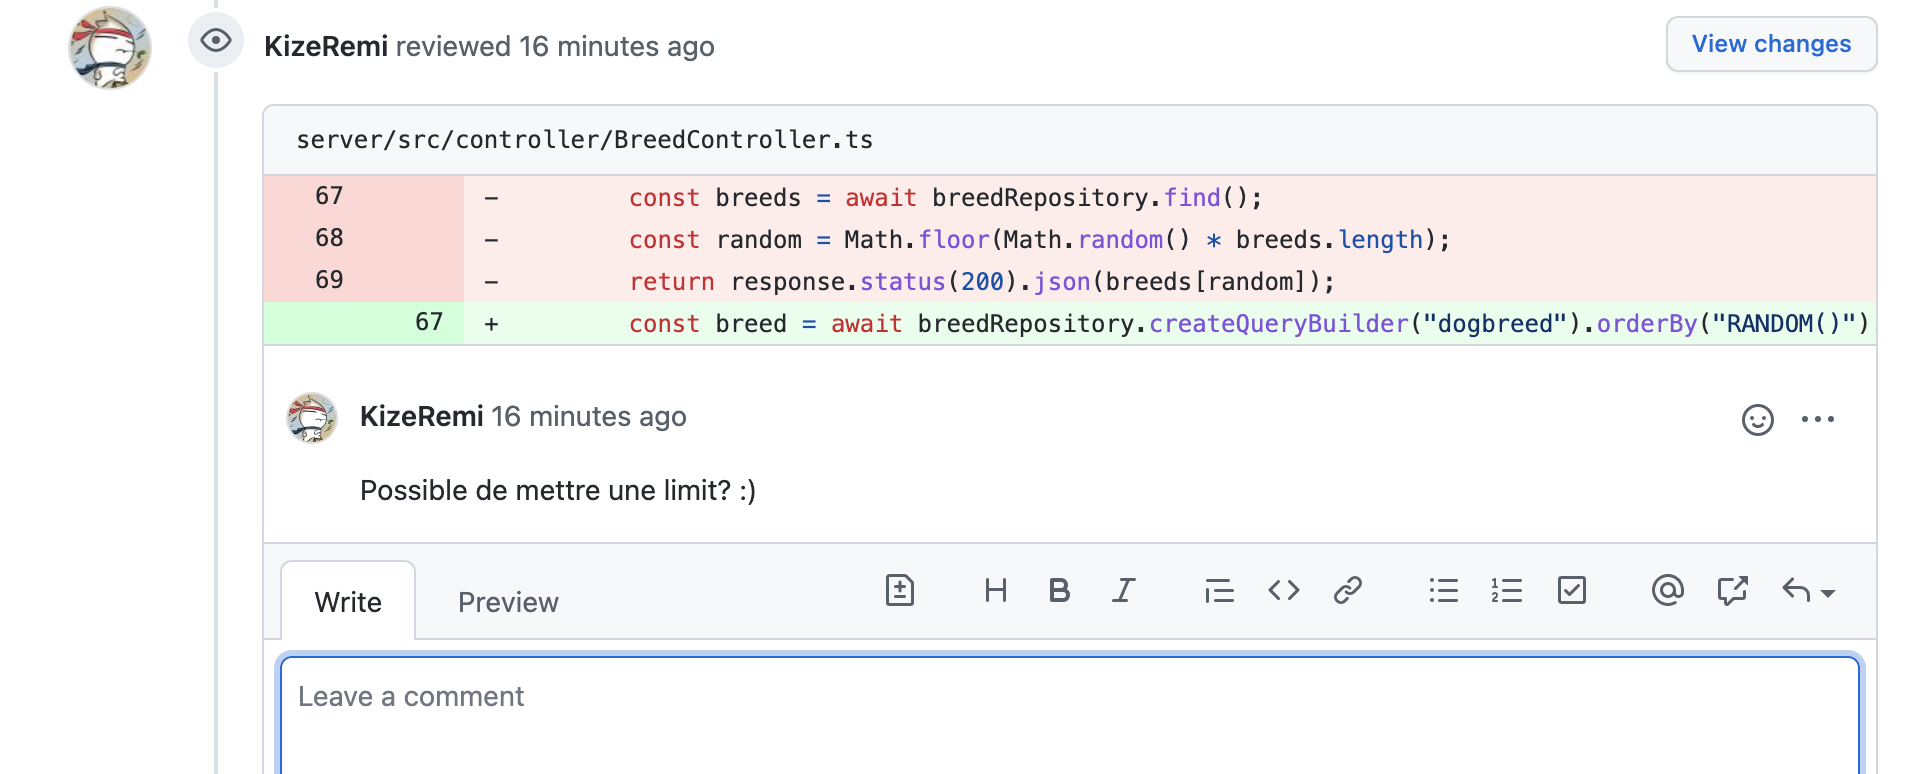 KizeRemi reviewed 16 minutes ago
View changes
server/src/controller/BreedController.ts
67 - const breeds = await breedRepository.find();
68 - const random = Math.floor(Math.random() * breeds.length);
69 - return response.status(200).json(breeds[random]);
67 + const breed = await breedRepository.createQueryBuilder("dogbreed").orderBy("RANDOM()")
KizeRemi 16 minutes ago
Possible de mettre une limit? :)
Write Preview
Leave a comment